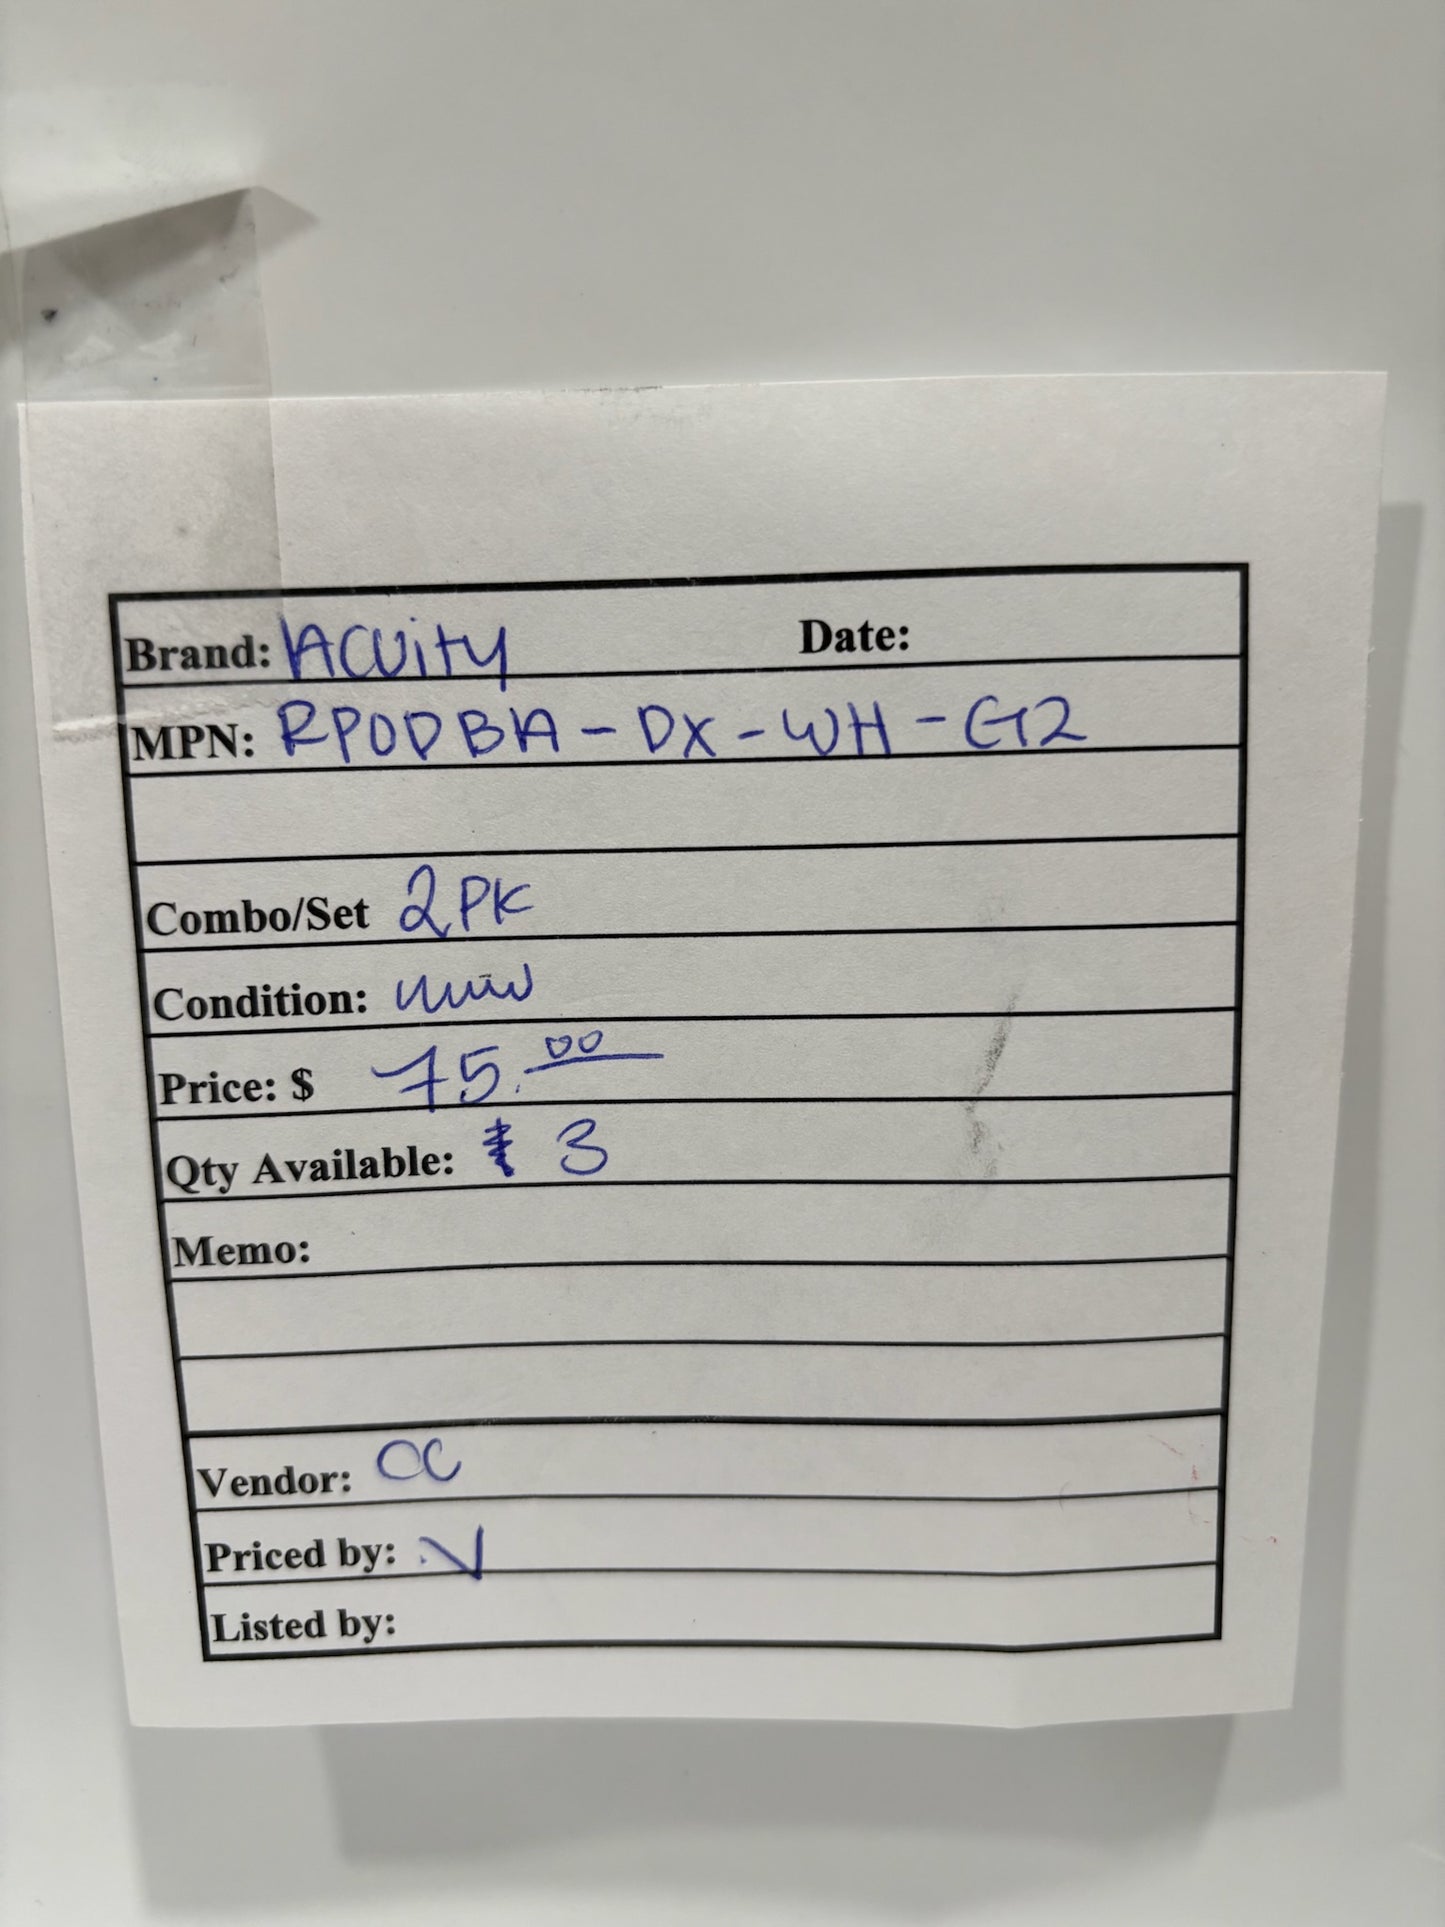 Brand: ACUITY Date:
MPN: RPODBA - DX - WH - G2
Combo/Set 2PK
Condition: new
Price: $ 75.00
Qty Available: 3
Memo:
Vendor: OC
Priced by: V
Listed by: